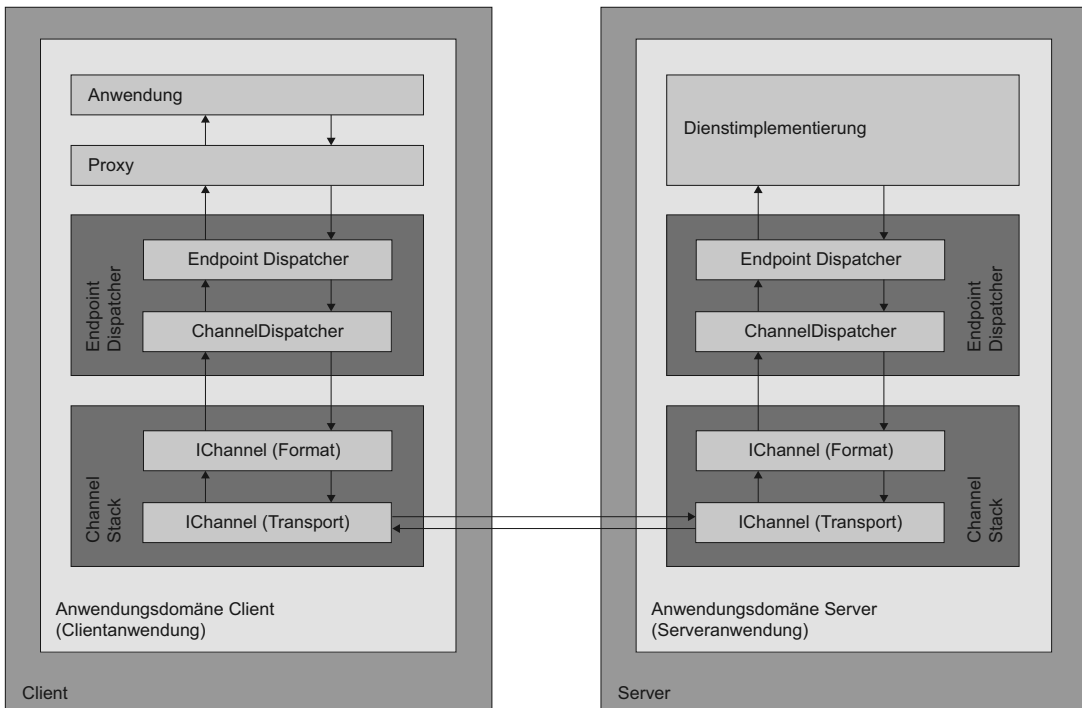 Anwendung
Proxy
Endpoint
Dispatcher
Endpoint Dispatcher
ChannelDispatcher
Channel
Stack
IChannel (Format)
IChannel (Transport)
Anwendungsdomäne Client
(Clientanwendung)
Client
Dienstimplementierung
Endpoint Dispatcher
ChannelDispatcher
Endpoint
Dispatcher
IChannel (Format)
IChannel (Transport)
Channel
Stack
Anwendungsdomäne Server
(Serveranwendung)
Server